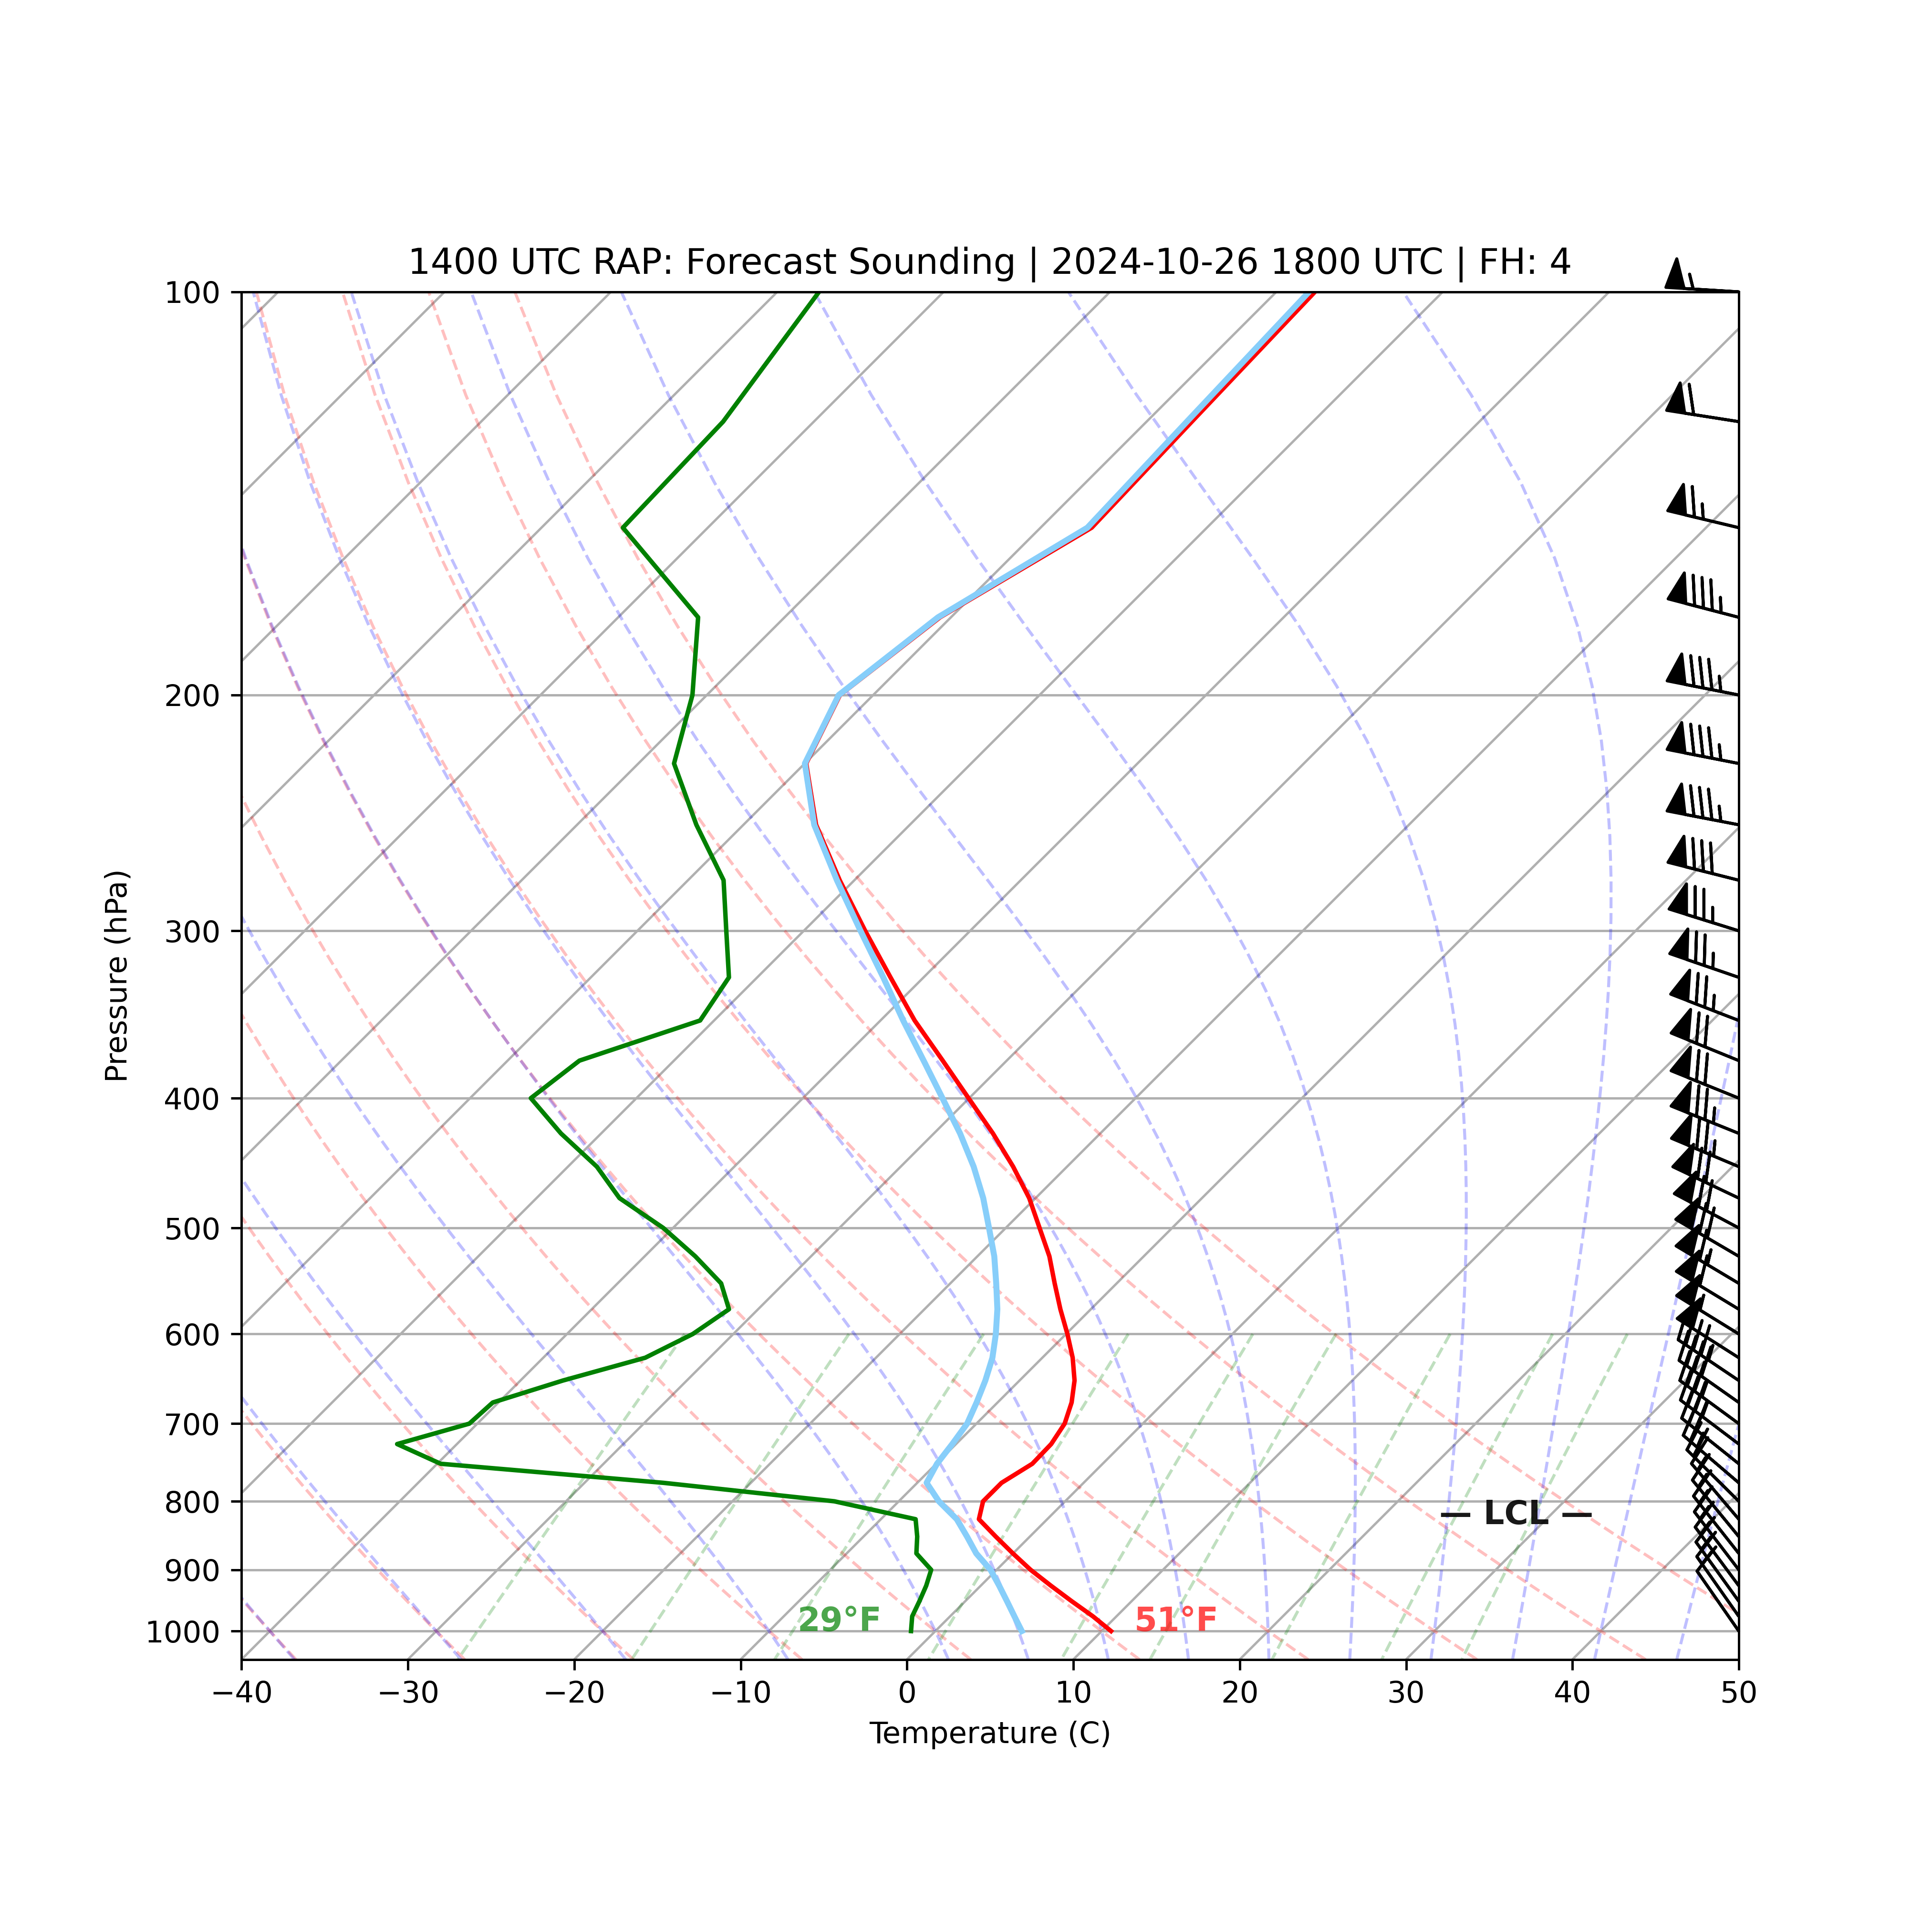 1400 UTC RAP: Forecast Sounding | 2024-10-26 1800 UTC | FH: 4
100
200
300
400
500
600
700
800
900
1000
Pressure (hPa)
— LCL —
29°F
51°F
−40 −30 −20 −10 0 10 20 30 40 50
Temperature (C)